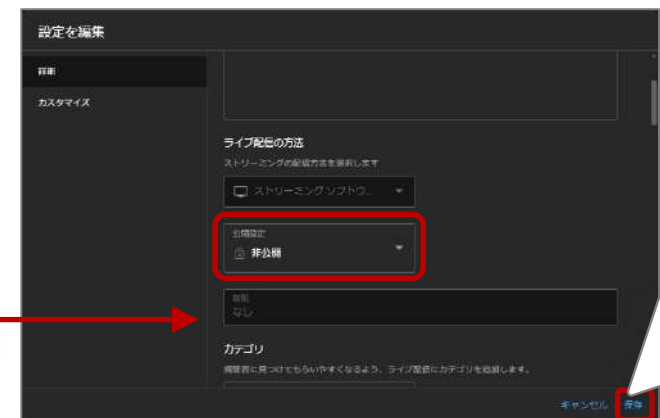 設定を編集
詳細
カスタマイズ
ライブ配信の方法
ストリーミングの配信方法を選択します
ストリーミングソフトウ...
公開設定
非公開
なし
カテゴリ
視聴者に見つけてもらいやすくなるよう、ライブ配信にカテゴリを追加します。
キャンセル
保存